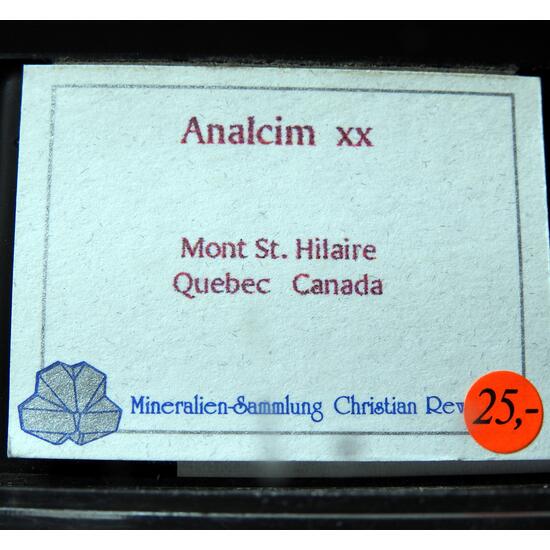 Analcim xx
Mont St. Hilaire
Quebec Canada
Mineralien-Sammlung Christian
25,-